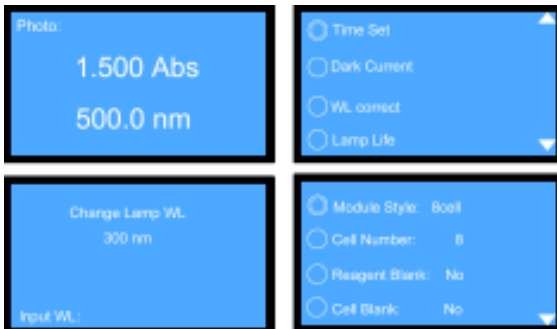 Photo:
1.500 Abs
500.0 nm
Time Set
Dark Current
WL correct
Lamp Life
Change Lamp WL
300 nm
Input WL:
Module Style: 8cell
Cell Number: 8
Reagent Blank: No
Cell Blank: No